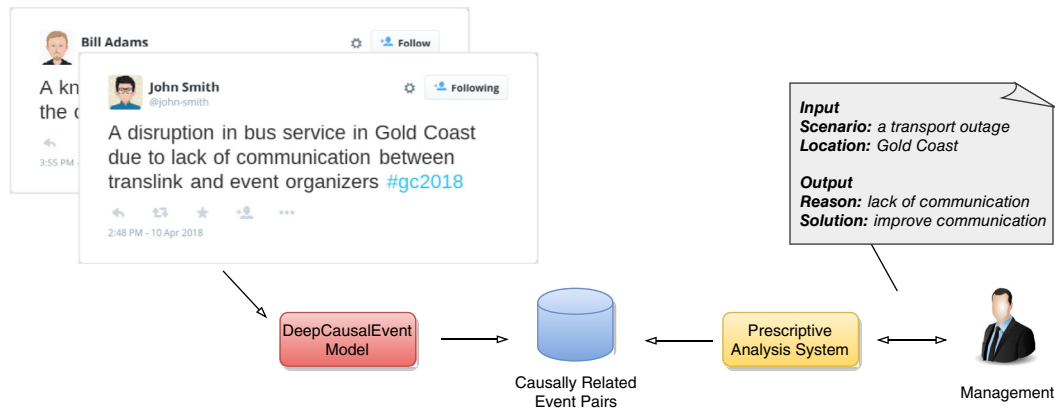 Bill Adams
Follow
A kn
the
3:55 PM -
John Smith
@john-smith
Following
A disruption in bus service in Gold Coast
due to lack of communication between
translink and event organizers #gc2018
2:48 PM - 10 Apr 2018
Input
Scenario: a transport outage
Location: Gold Coast
Output
Reason: lack of communication
Solution: improve communication
DeepCausalEvent
Model
Causally Related
Event Pairs
Prescriptive
Analysis System
Management